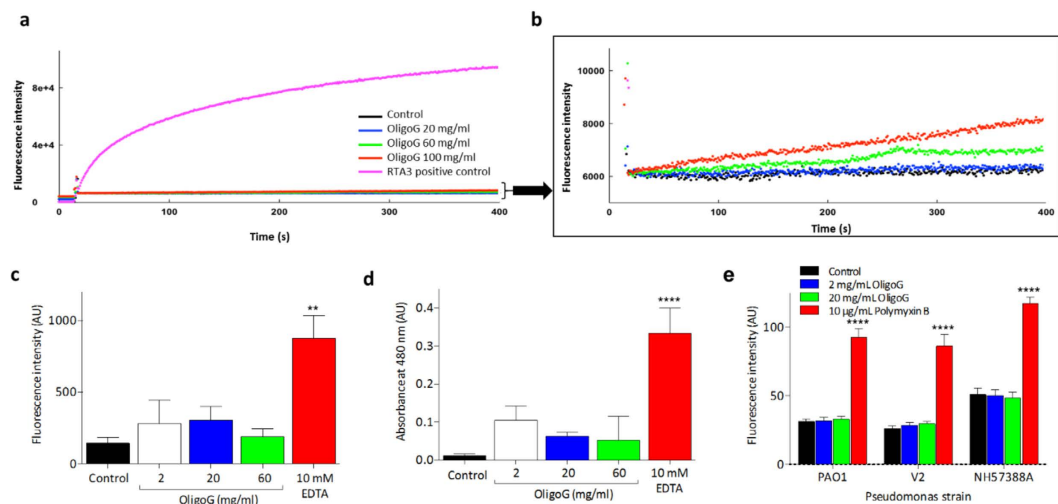 a
Fluorescence intensity
8e+4
4e+4
0
Control
OligoG 20 mg/ml
OligoG 60 mg/ml
OligoG 100 mg/ml
RTA3 positive control
0 100 200 300 400
Time (s)
b
Fluorescence intensity
10000
8000
6000
0 100 200 300 400
Time (s)
c
Fluorescence intensity (AU)
1000
500
0
**
Control 2 20 60 10 mM
EDTA
OligoG (mg/ml)
d
Absorbance at 480 nm
0.4
0.3
0.2
0.1
0.0
****
Control 2 20 60 10 mM
EDTA
OligoG (mg/ml)
e
Control
2 mg/mL OligoG
20 mg/mL OligoG
10 µg/mL Polymyxin B
Fluorescence intensity (AU)
100
50
0
**** **** ****
PAO1 V2 NH57388A
Pseudomonas strain